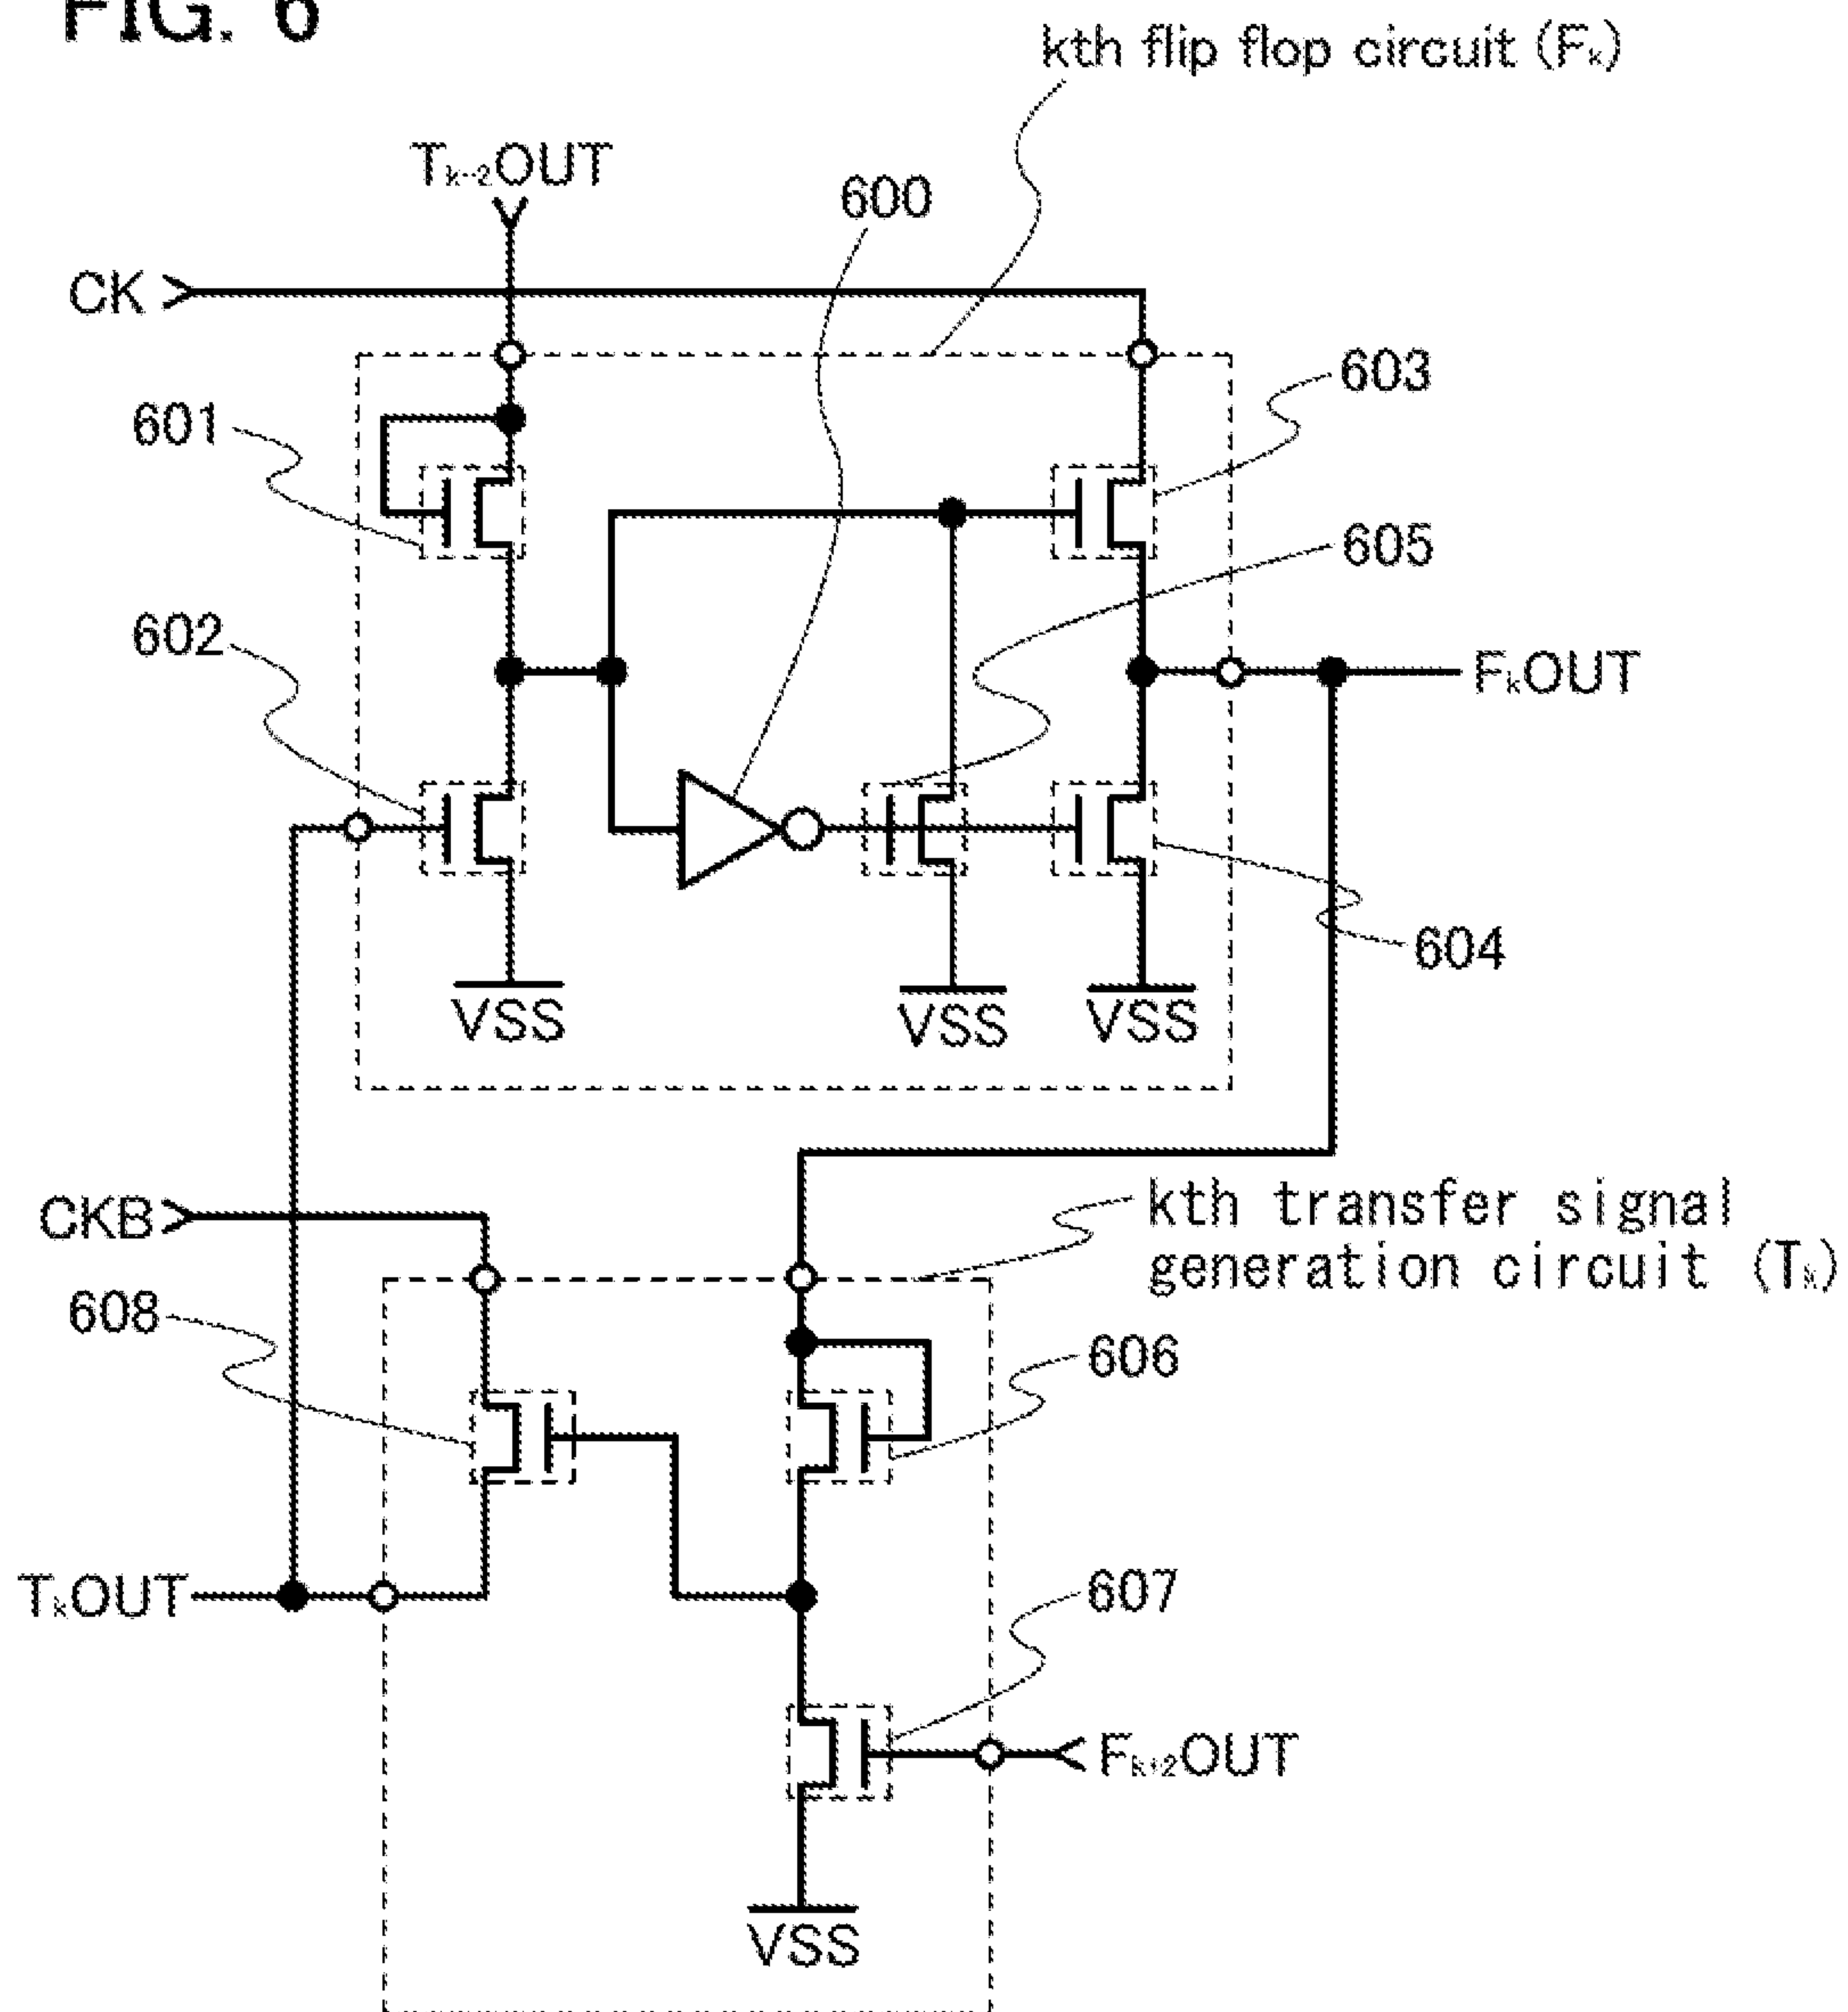 FIG. 6
kth flip flop circuit (Fk)
Tk-2OUT
600
CK
601
603
605
602
FkOUT
604
VSS
VSS
VSS
CKB
kth transfer signal
generation circuit (Tk)
608
606
TkOUT
607
Fk+2OUT
VSS